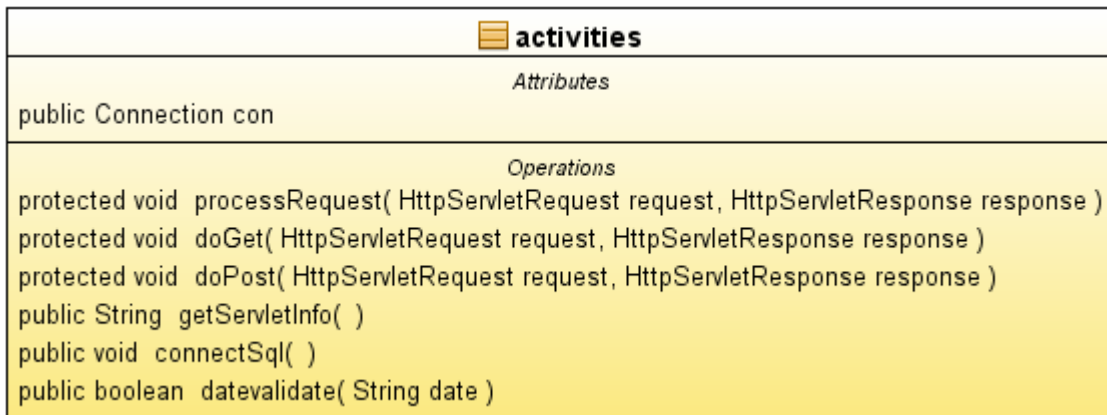 activities
Attributes
public Connection con
Operations
protected void processRequest( HttpServletRequest request, HttpServletResponse response )
protected void doGet( HttpServletRequest request, HttpServletResponse response )
protected void doPost( HttpServletRequest request, HttpServletResponse response )
public String getServletInfo( )
public void connectSql( )
public boolean datevalidate( String date )